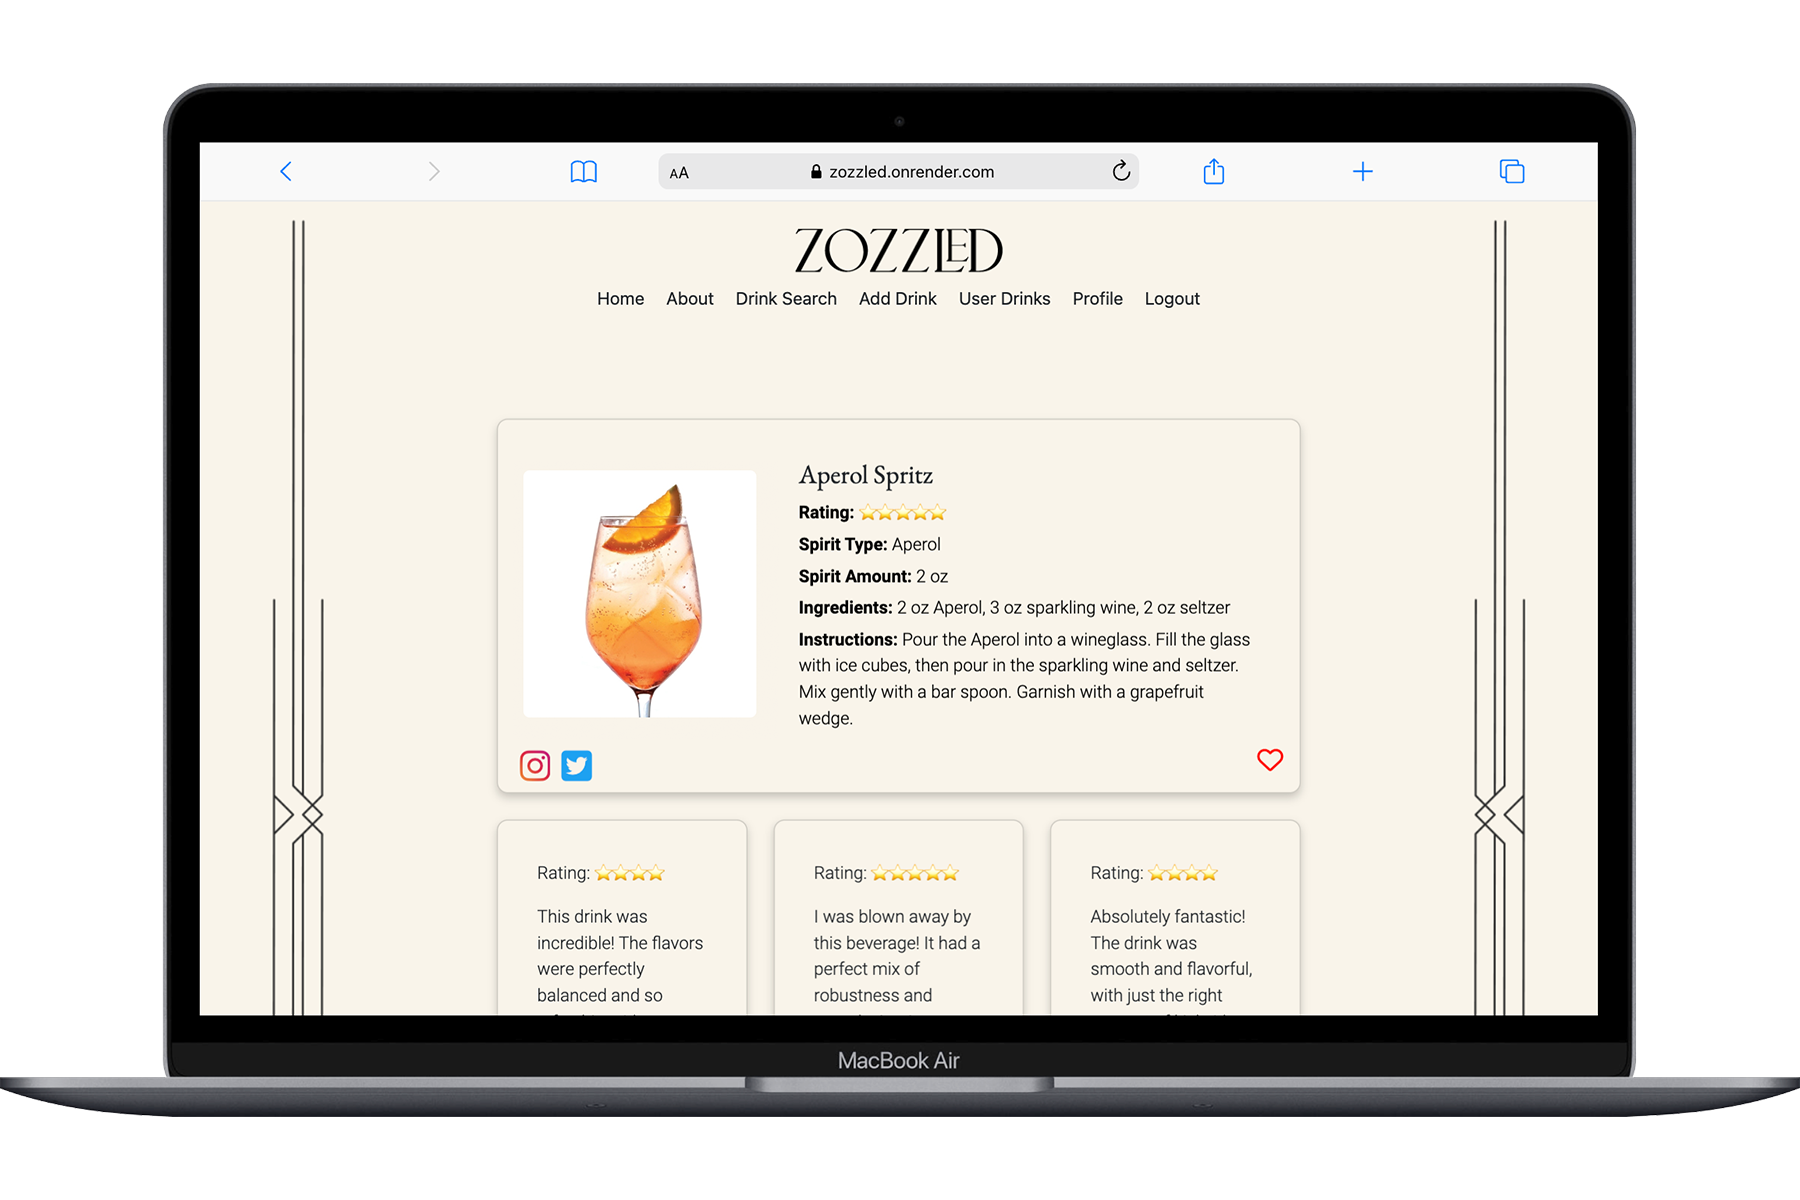 AA
zozzled.onrender.com
ZOZZLED
Home About Drink Search Add Drink User Drinks Profile Logout
Aperol Spritz
Rating: ⭐⭐⭐⭐⭐
Spirit Type: Aperol
Spirit Amount: 2 oz
Ingredients: 2 oz Aperol, 3 oz sparkling wine, 2 oz seltzer
Instructions: Pour the Aperol into a wineglass. Fill the glass
with ice cubes, then pour in the sparkling wine and seltzer.
Mix gently with a bar spoon. Garnish with a grapefruit
wedge.
Rating: ⭐⭐⭐⭐
This drink was
incredible! The flavors
were perfectly
balanced and so
Rating: ⭐⭐⭐⭐⭐
I was blown away by
this beverage! It had a
perfect mix of
robustness and
Rating: ⭐⭐⭐⭐
Absolutely fantastic!
The drink was
smooth and flavorful,
with just the right
MacBook Air